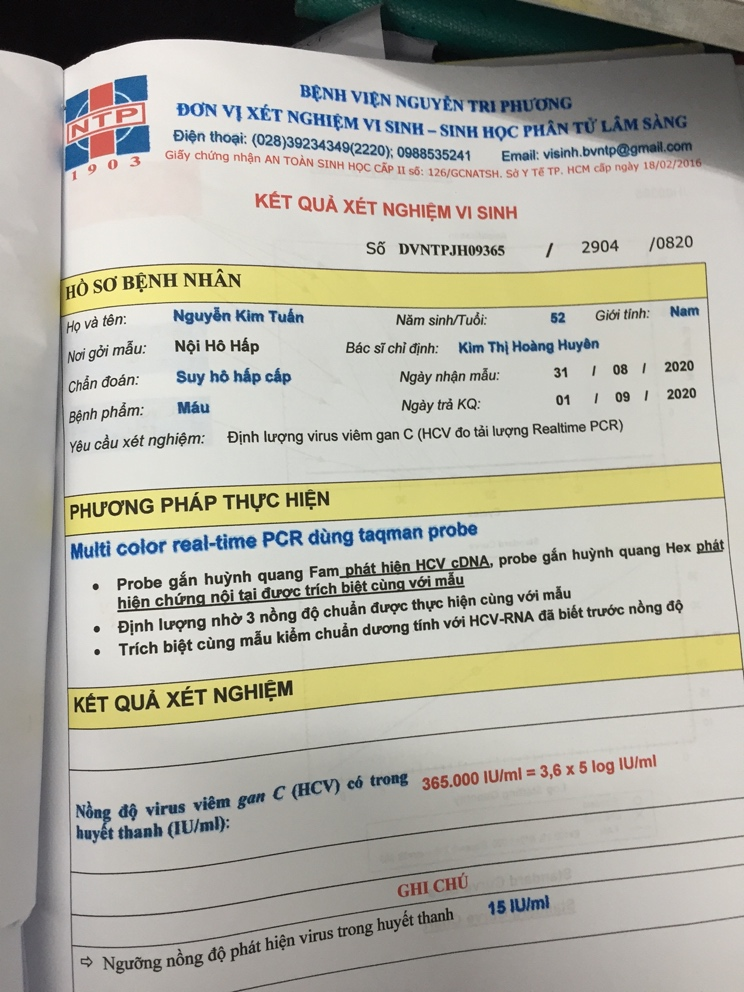 BỆNH VIỆN NGUYỄN TRI PHƯƠNG
ĐƠN VỊ XÉT NGHIỆM VI SINH – SINH HỌC PHÂN TỬ LÂM SÀNG
Điện thoại: (028)39234349(2220); 0988535241 Email: visinh.bvntp@gmail.com
Giấy chứng nhận AN TOÀN SINH HỌC CẤP II số: 126/GCNATSH. Sở Y Tế TP. HCM cấp ngày 18/02/2016
NTP
1903
KẾT QUẢ XÉT NGHIỆM VI SINH
Số DVNTPJH09365 / 2904 /0820
HỒ SƠ BỆNH NHÂN
Họ và tên: Nguyễn Kim Tuấn Năm sinh/Tuổi: 52 Giới tính: Nam
Nơi gởi mẫu: Nội Hô Hấp Bác sĩ chỉ định: Kim Thị Hoàng Huyên
Chẩn đoán: Suy hô hấp cấp Ngày nhận mẫu: 31 / 08 / 2020
Bệnh phẩm: Máu Ngày trả KQ: 01 / 09 / 2020
Yêu cầu xét nghiệm: Định lượng virus viêm gan C (HCV đo tải lượng Realtime PCR)
PHƯƠNG PHÁP THỰC HIỆN
Multi color real-time PCR dùng taqman probe
• Probe gắn huỳnh quang Fam phát hiện HCV cDNA, probe gắn huỳnh quang Hex phát
hiện chứng nội tại được trích biệt cùng với mẫu
• Định lượng nhờ 3 nồng độ chuẩn được thực hiện cùng với mẫu
• Trích biệt cùng mẫu kiểm chuẩn dương tính với HCV-RNA đã biết trước nồng độ
KẾT QUẢ XÉT NGHIỆM
Nồng độ virus viêm gan C (HCV) có trong 365.000 IU/ml = 3,6 x 5 log IU/ml
huyết thanh (IU/ml):
GHI CHÚ
⇨ Ngưỡng nồng độ phát hiện virus trong huyết thanh 15 IU/ml